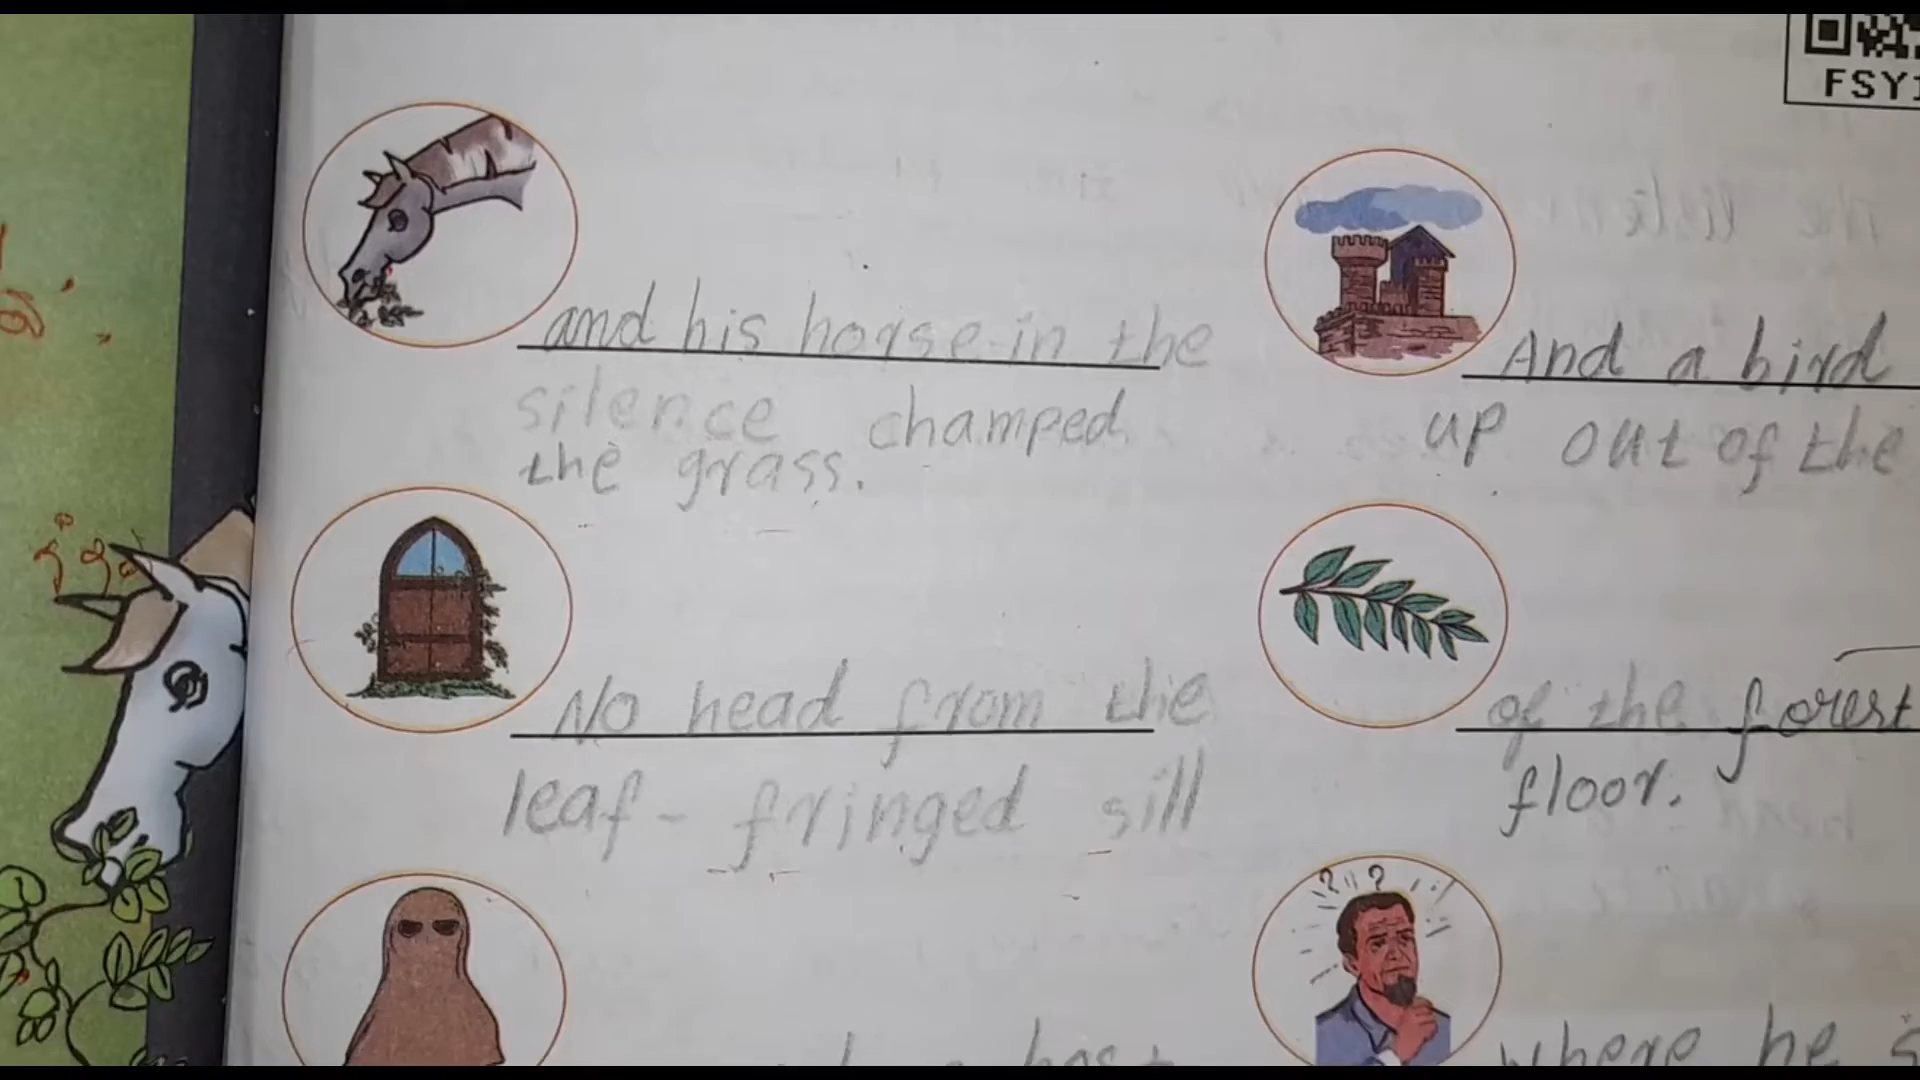 FSY1
and his horse in the
silence champed
the grass.
And a bird
up out of the
No head from the
leaf - fringed sill
of the forest
floor.
where he s